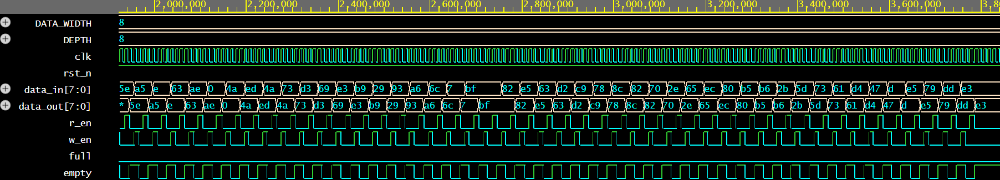 2,000,000 2,200,000 2,400,000 2,600,000 2,800,000 3,000,000 3,200,000 3,400,000 3,600,000 3,8
DATA_WIDTH 8
DEPTH 8
clk
rst_n
data_in[7:0] 5e a5 e 63 ae 0 4a ed 4a 73 d3 69 e3 b9 29 93 a6 6c 7 bf 82 e5 63 d2 c9 78 8c 82 70 2e 65 ec 80 b5 b6 2b 5d 73 61 d4 47 d e5 79 dd e3
data_out[7:0] * 5e a5 e 63 ae 0 4a ed 4a 73 d3 69 e3 b9 29 93 a6 6c 7 bf 82 e5 63 d2 c9 78 8c 82 70 2e 65 ec 80 b5 b6 2b 5d 73 61 d4 47 d e5 79 dd e3
r_en
w_en
full
empty